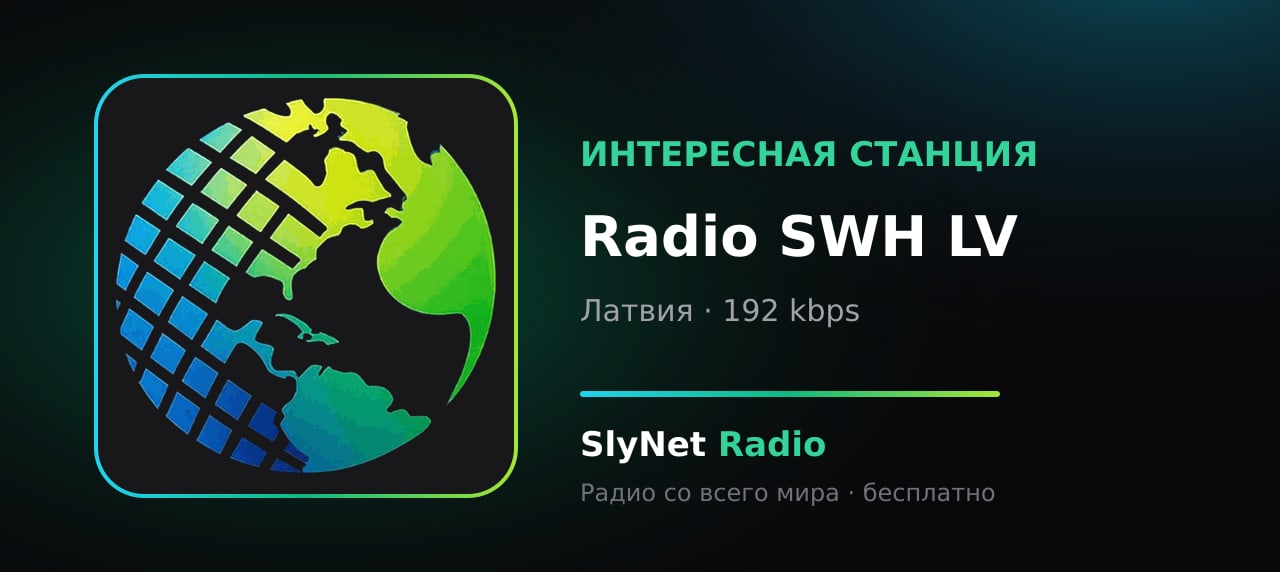 ИНТЕРЕСНАЯ СТАНЦИЯ
Radio SWH LV
Латвия · 192 kbps
SlyNet Radio
Радио со всего мира · бесплатно